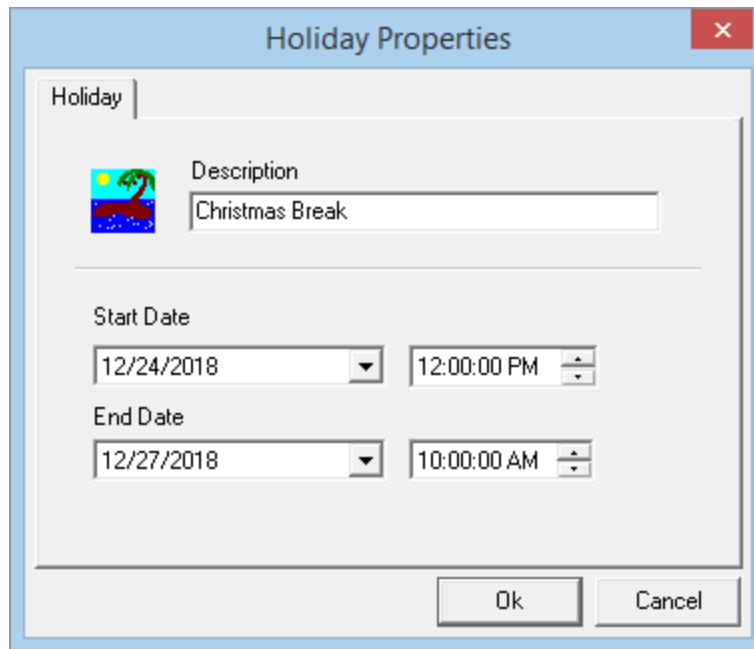 Holiday Properties
Holiday
Description
Christmas Break
Start Date
12/24/2018 12:00:00 PM
End Date
12/27/2018 10:00:00 AM
Ok Cancel